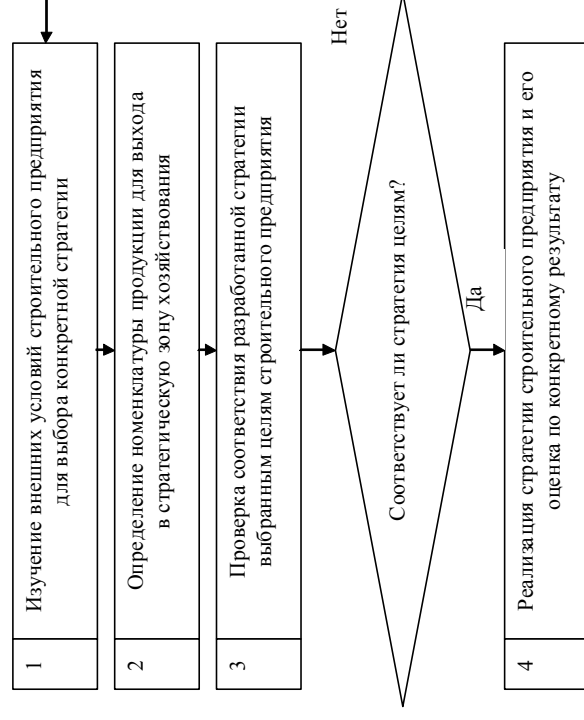 1
Изучение внешних условий строительного предприятия
для выбора конкретной стратегии
2
Определение номенклатуры продукции для выхода
в стратегическую зону хозяйствования
3
Проверка соответствия разработанной стратегии
выбранным целям строительного предприятия
Соответствует ли стратегия целям?
Нет
Да
4
Реализация стратегии строительного предприятия и его
оценка по конкретному результату